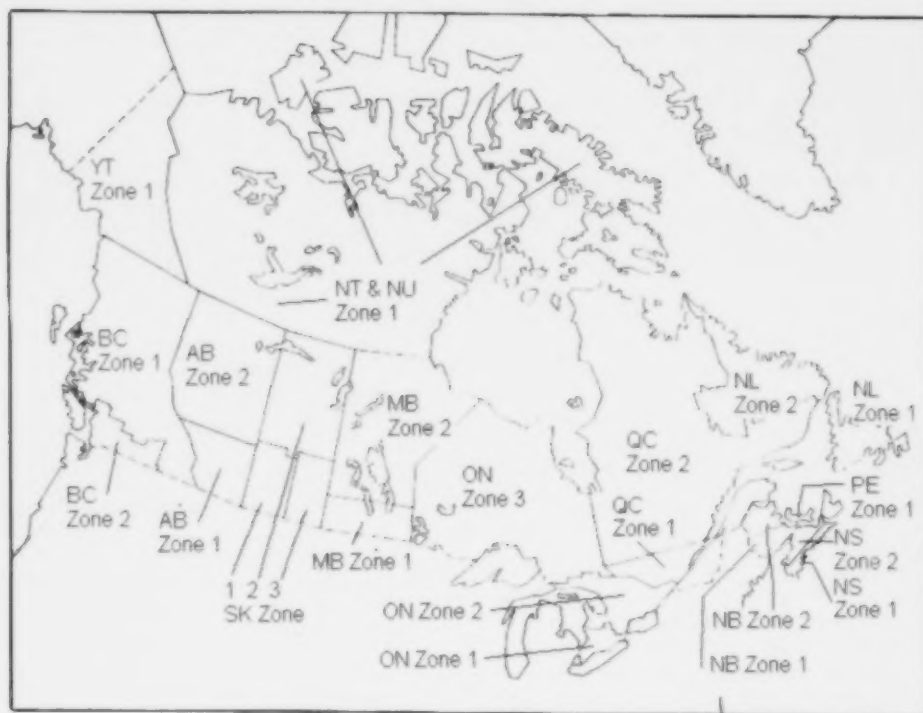 YT
Zone 1
NT & NU
Zone 1
BC
Zone 1
AB
Zone 2
MB
Zone 2
NL
Zone 2
NL
Zone 1
QC
Zone 2
ON
Zone 3
BC
Zone 2
AB
Zone 1
QC
Zone 1
PE
Zone 1
NS
Zone 2
NS
Zone 1
MB Zone 1
1 2 3
SK Zone
ON Zone 2
NB Zone 2
ON Zone 1
NB Zone 1